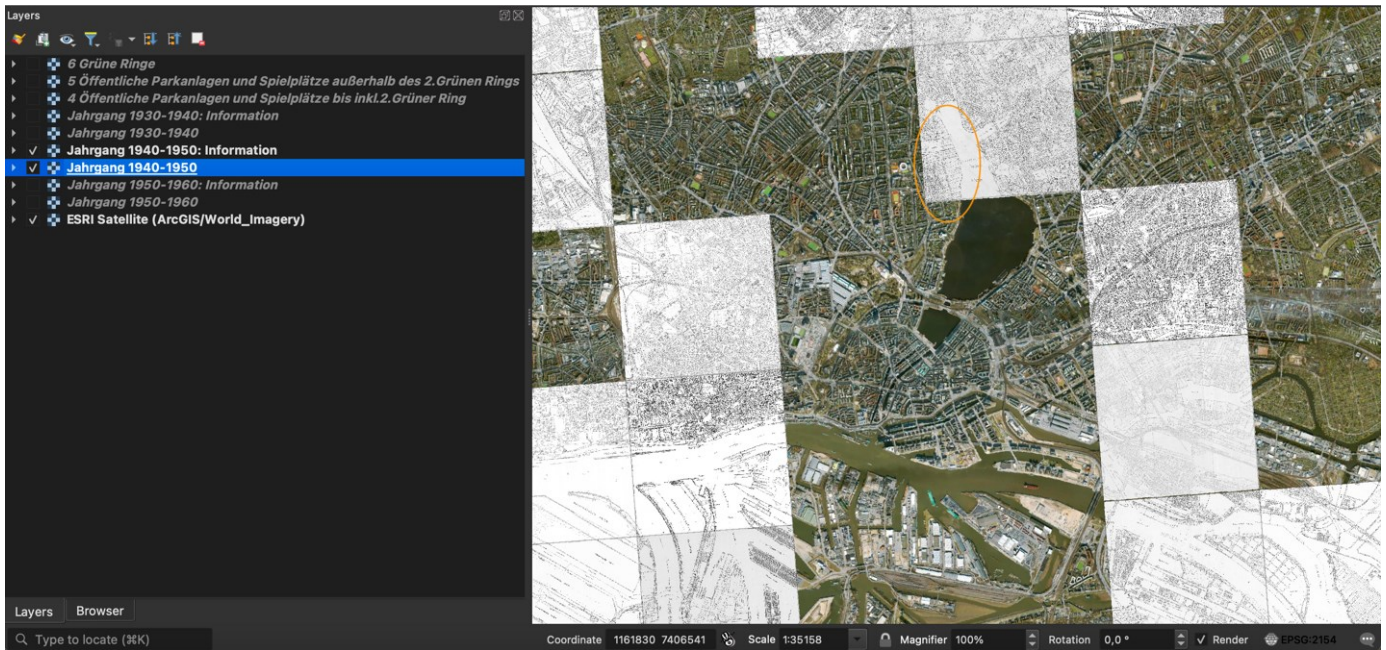 Layers
6 Grüne Ringe
5 Öffentliche Parkanlagen und Spielplätze außerhalb des 2.Grünen Rings
4 Öffentliche Parkanlagen und Spielplätze bis inkl.2.Grüner Ring
Jahrgang 1930-1940: Information
Jahrgang 1930-1940
Jahrgang 1940-1950: Information
Jahrgang 1940-1950
Jahrgang 1950-1960: Information
Jahrgang 1950-1960
ESRI Satellite (ArcGIS/World_Imagery)
Layers Browser
Type to locate (⌘K) Coordinate 1161830 7406541 Scale 1:35158 Magnifier 100% Rotation 0,0 ° Render EPSG:2154